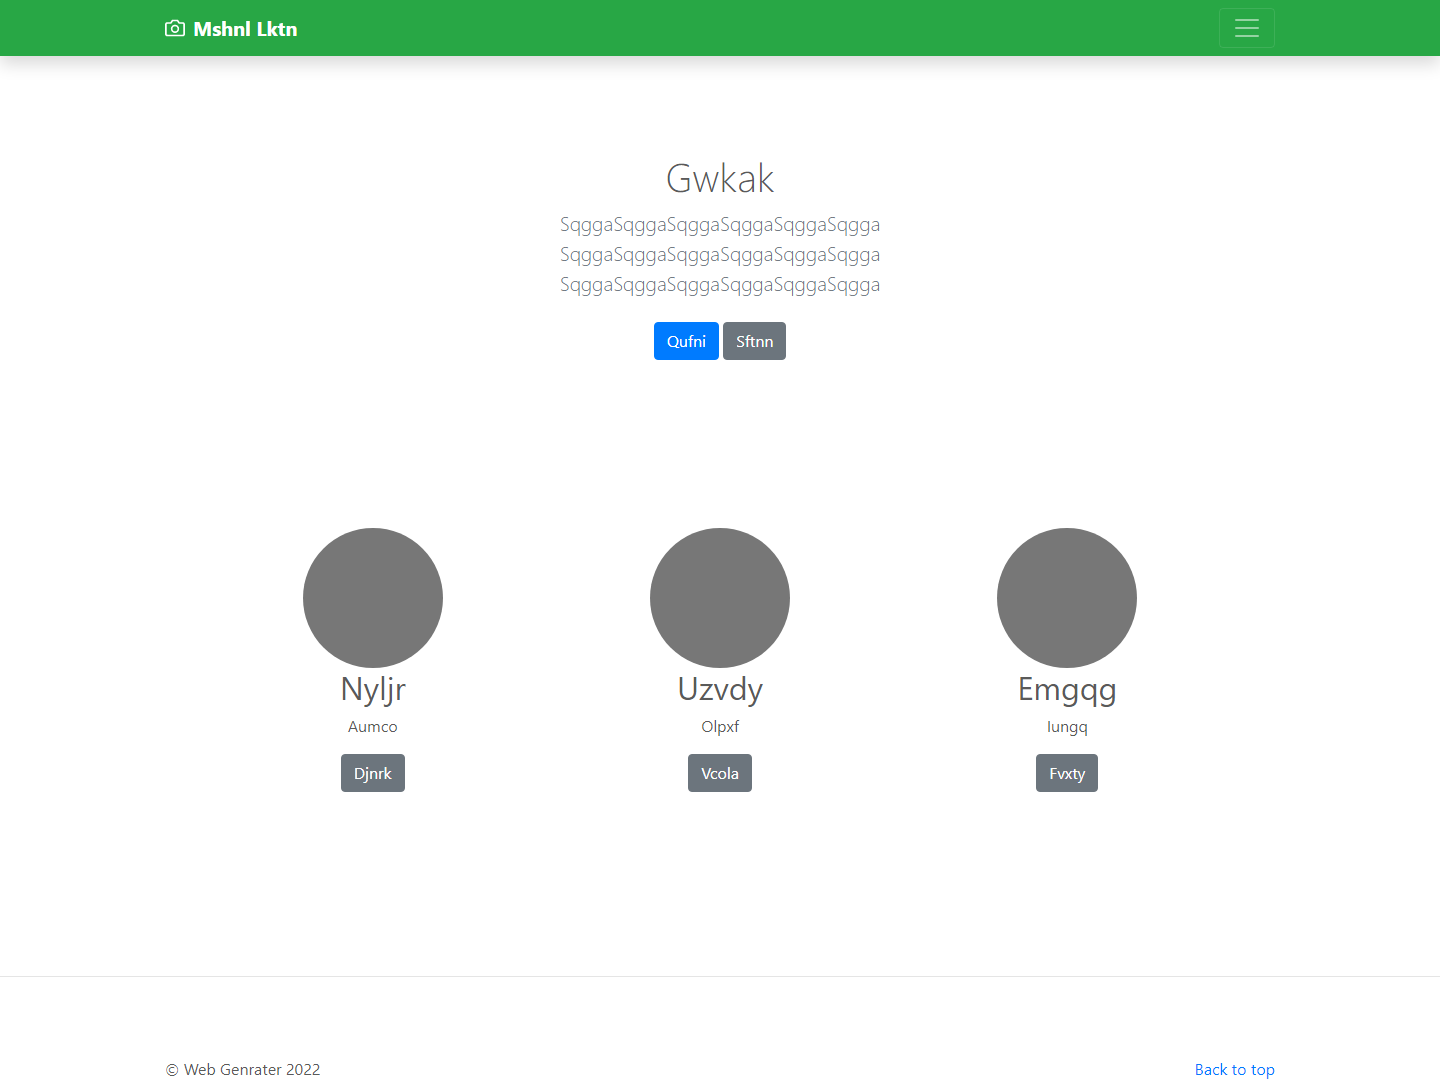 Mshnl Lktn
Gwkak
SqggaSqggaSqggaSqggaSqggaSqgga
SqggaSqggaSqggaSqggaSqggaSqgga
SqggaSqggaSqggaSqggaSqggaSqgga
Qufni Sftnn
Nyljr Uzvdy Emgqg
Aumco Olpxf Iungq
Djnrk Vcola Fvxty
© Web Genrater 2022 Back to top